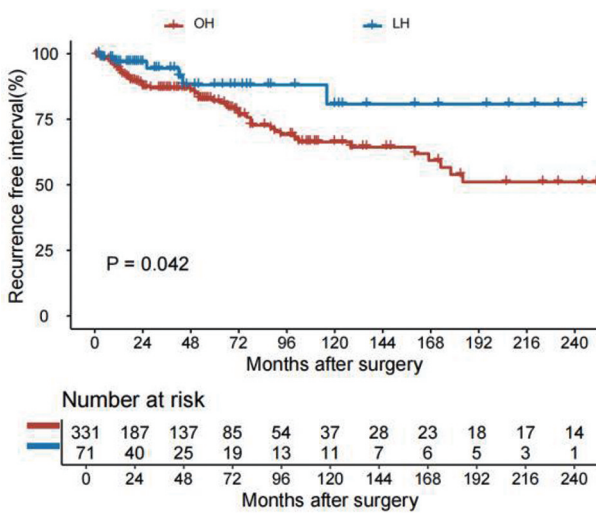 OH LH
100
75
50
25
0
Recurrence free interval(%)
P = 0.042
0 24 48 72 96 120 144 168 192 216 240
Months after surgery
Number at risk
331 187 137 85 54 37 28 23 18 17 14
71 40 25 19 13 11 7 6 5 3 1
0 24 48 72 96 120 144 168 192 216 240
Months after surgery